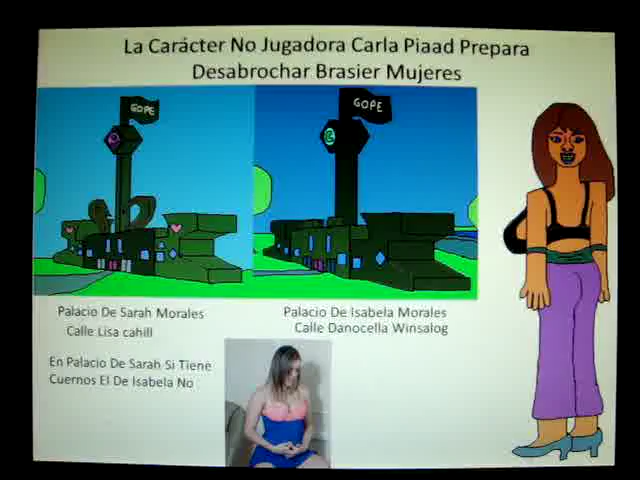 La Carácter No Jugadora Carla Piaad Prepara
Desabrochar Brasier Mujeres
GOPE
GOPE
Palacio De Sarah Morales
Calle Lisa cahill
Palacio De Isabela Morales
Calle Danocella Winsalog
En Palacio De Sarah Si Tiene
Cuernos El De Isabela No